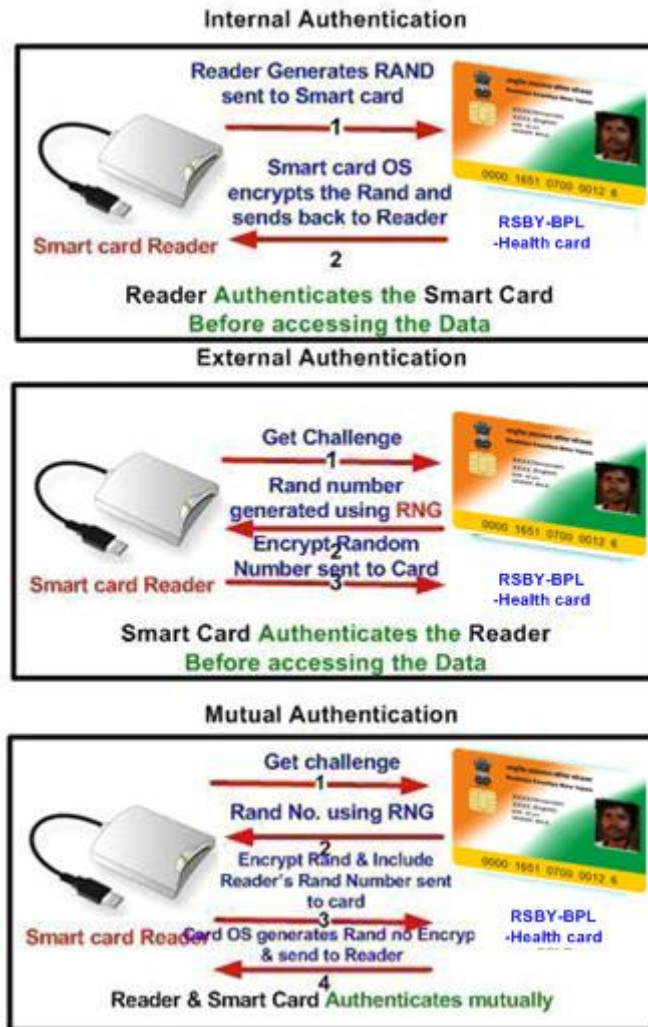 Internal Authentication
Reader Generates RAND
sent to Smart card
1
Smart card OS
encrypts the Rand and
sends back to Reader
2
Smart card Reader
0000 1651 0700 0012 6
RSBY-BPL
-Health card
Reader Authenticates the Smart Card
Before accessing the Data
External Authentication
Get Challenge
1
Rand number
generated using RNG
2
Encrypt Random
Number sent to Card
3
Smart card Reader
0000 1651 0700 0012 6
RSBY-BPL
-Health card
Smart Card Authenticates the Reader
Before accessing the Data
Mutual Authentication
Get challenge
1
Rand No. using RNG
2
Encrypt Rand & Include
Reader's Rand Number sent
to card
3
Smart card Reader
Card OS generates Rand no Encryp
& send to Reader
4
0000 1651 0700 0012 6
RSBY-BPL
-Health card
Reader & Smart Card Authenticates mutually